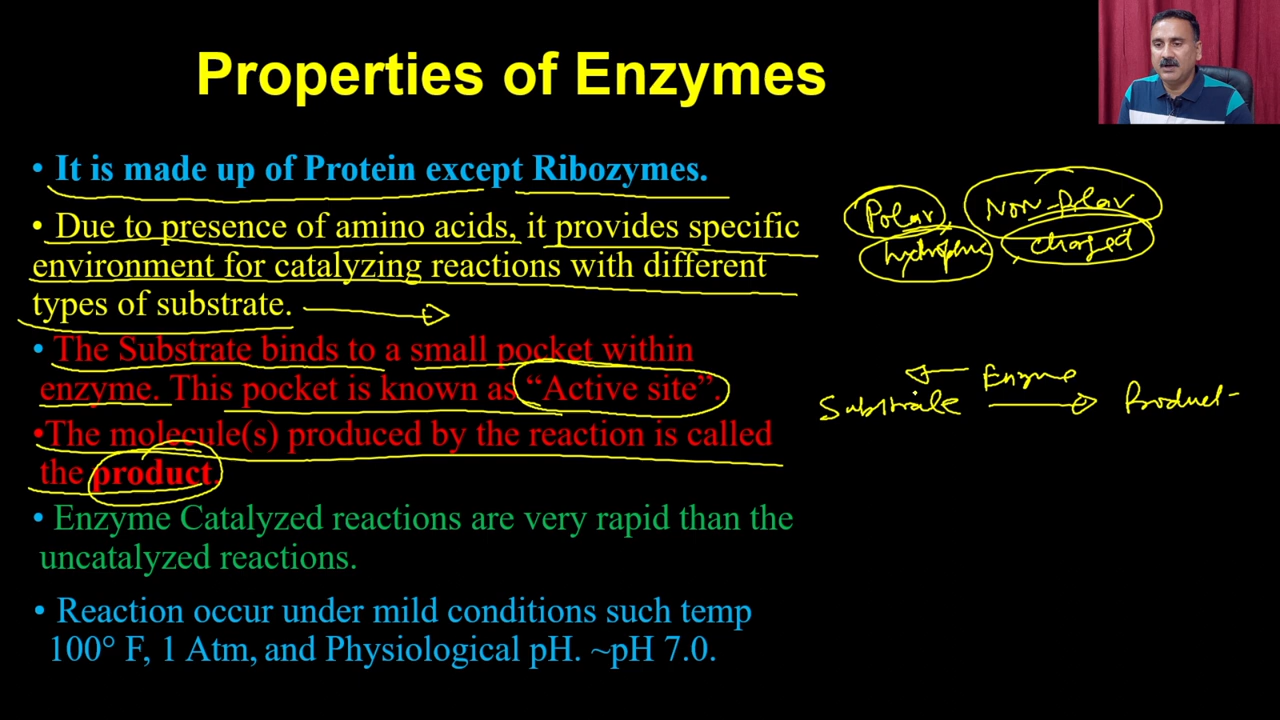 Properties of Enzymes
• It is made up of Protein except Ribozymes.
• Due to presence of amino acids, it provides specific
environment for catalyzing reactions with different
types of substrate.
• The Substrate binds to a small pocket within
enzyme. This pocket is known as “Active site”.
•The molecule(s) produced by the reaction is called
the product.
• Enzyme Catalyzed reactions are very rapid than the
uncatalyzed reactions.
• Reaction occur under mild conditions such temp
100° F, 1 Atm, and Physiological pH. ~pH 7.0.
Polar, Non-Polar
charged
Enzyme
Substrate Product